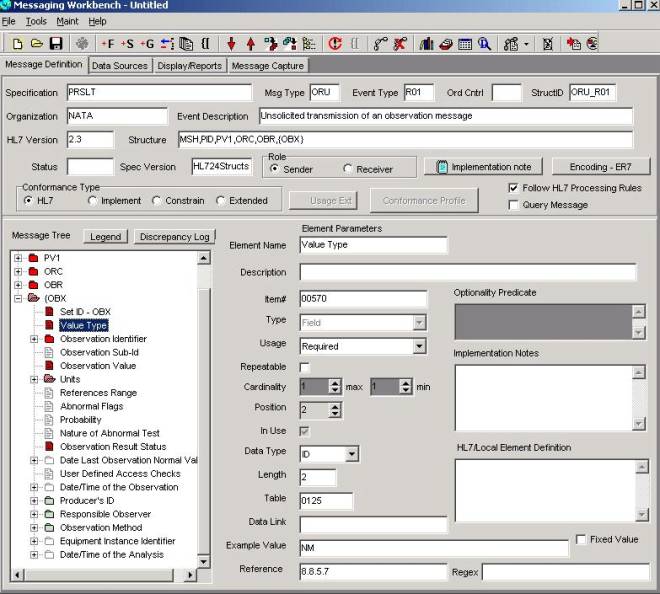 Messaging Workbench - Untitled
File Tools Maint Help
+F +S +G
Message Definition Data Sources Display/Reports Message Capture
Specification PRSLT Msg Type ORU Event Type R01 Ord Cntrl StructID ORU_R01
Organization NATA Event Description Unsolicited transmission of an observation message
HL7 Version 2.3 Structure MSH,PID,PV1,ORC,OBR,{OBX}
Status Spec Version HL724Structs Role Sender Receiver Implementation note Encoding - ER7
Conformance Type
HL7 Implement Constrain Extended Usage Ext Conformance Profile
Follow HL7 Processing Rules
Query Message
Message Tree Legend Discrepancy Log
PV1
ORC
OBR
{OBX
Set ID - OBX
Value Type
Observation Identifier
Observation Sub-Id
Observation Value
Units
References Range
Abnormal Flags
Probability
Nature of Abnormal Test
Observation Result Status
Date Last Observation Normal Val
User Defined Access Checks
Date/Time of the Observation
Producer's ID
Responsible Observer
Observation Method
Equipment Instance Identifier
Date/Time of the Analysis
Element Parameters
Element Name Value Type
Description
Item# 00570
Type Field
Usage Required
Repeatable
Cardinality 1 max 1 min
Position 2
In Use
Data Type ID
Length 2
Table 0125
Data Link
Example Value NM
Fixed Value
Reference 8.8.5.7 Regex
Optionality Predicate
Implementation Notes
HL7/Local Element Definition